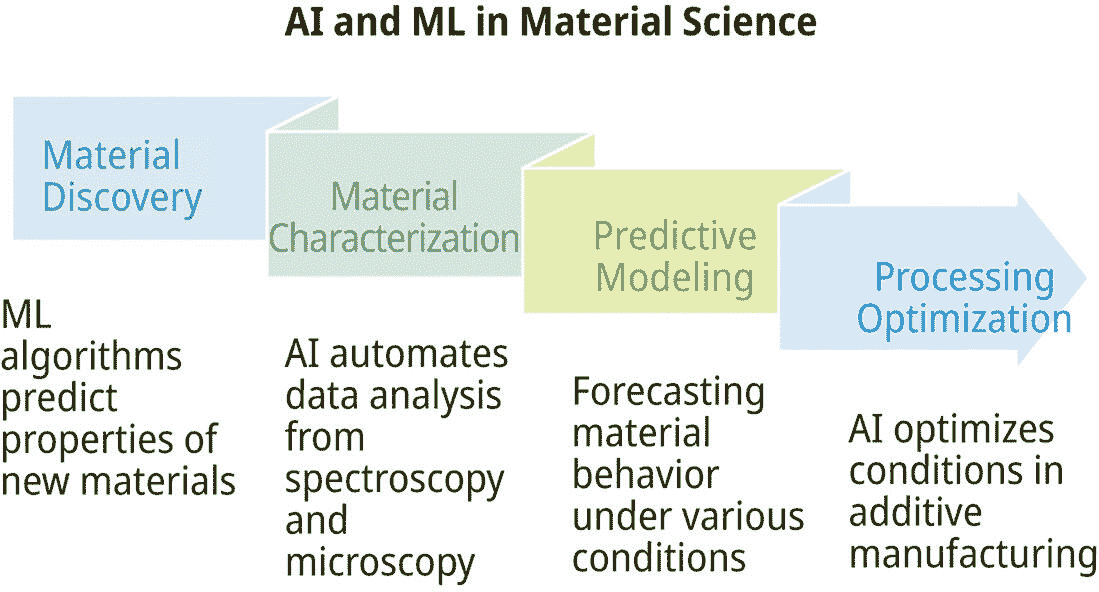 AI and ML in Material Science
Material
Discovery
ML
algorithms
predict
properties of
new materials
Material
Characterization
AI automates
data analysis
from
spectroscopy
and
microscopy
Predictive
Modeling
Forecasting
material
behavior
under various
conditions
Processing
Optimization
AI optimizes
conditions in
additive
manufacturing